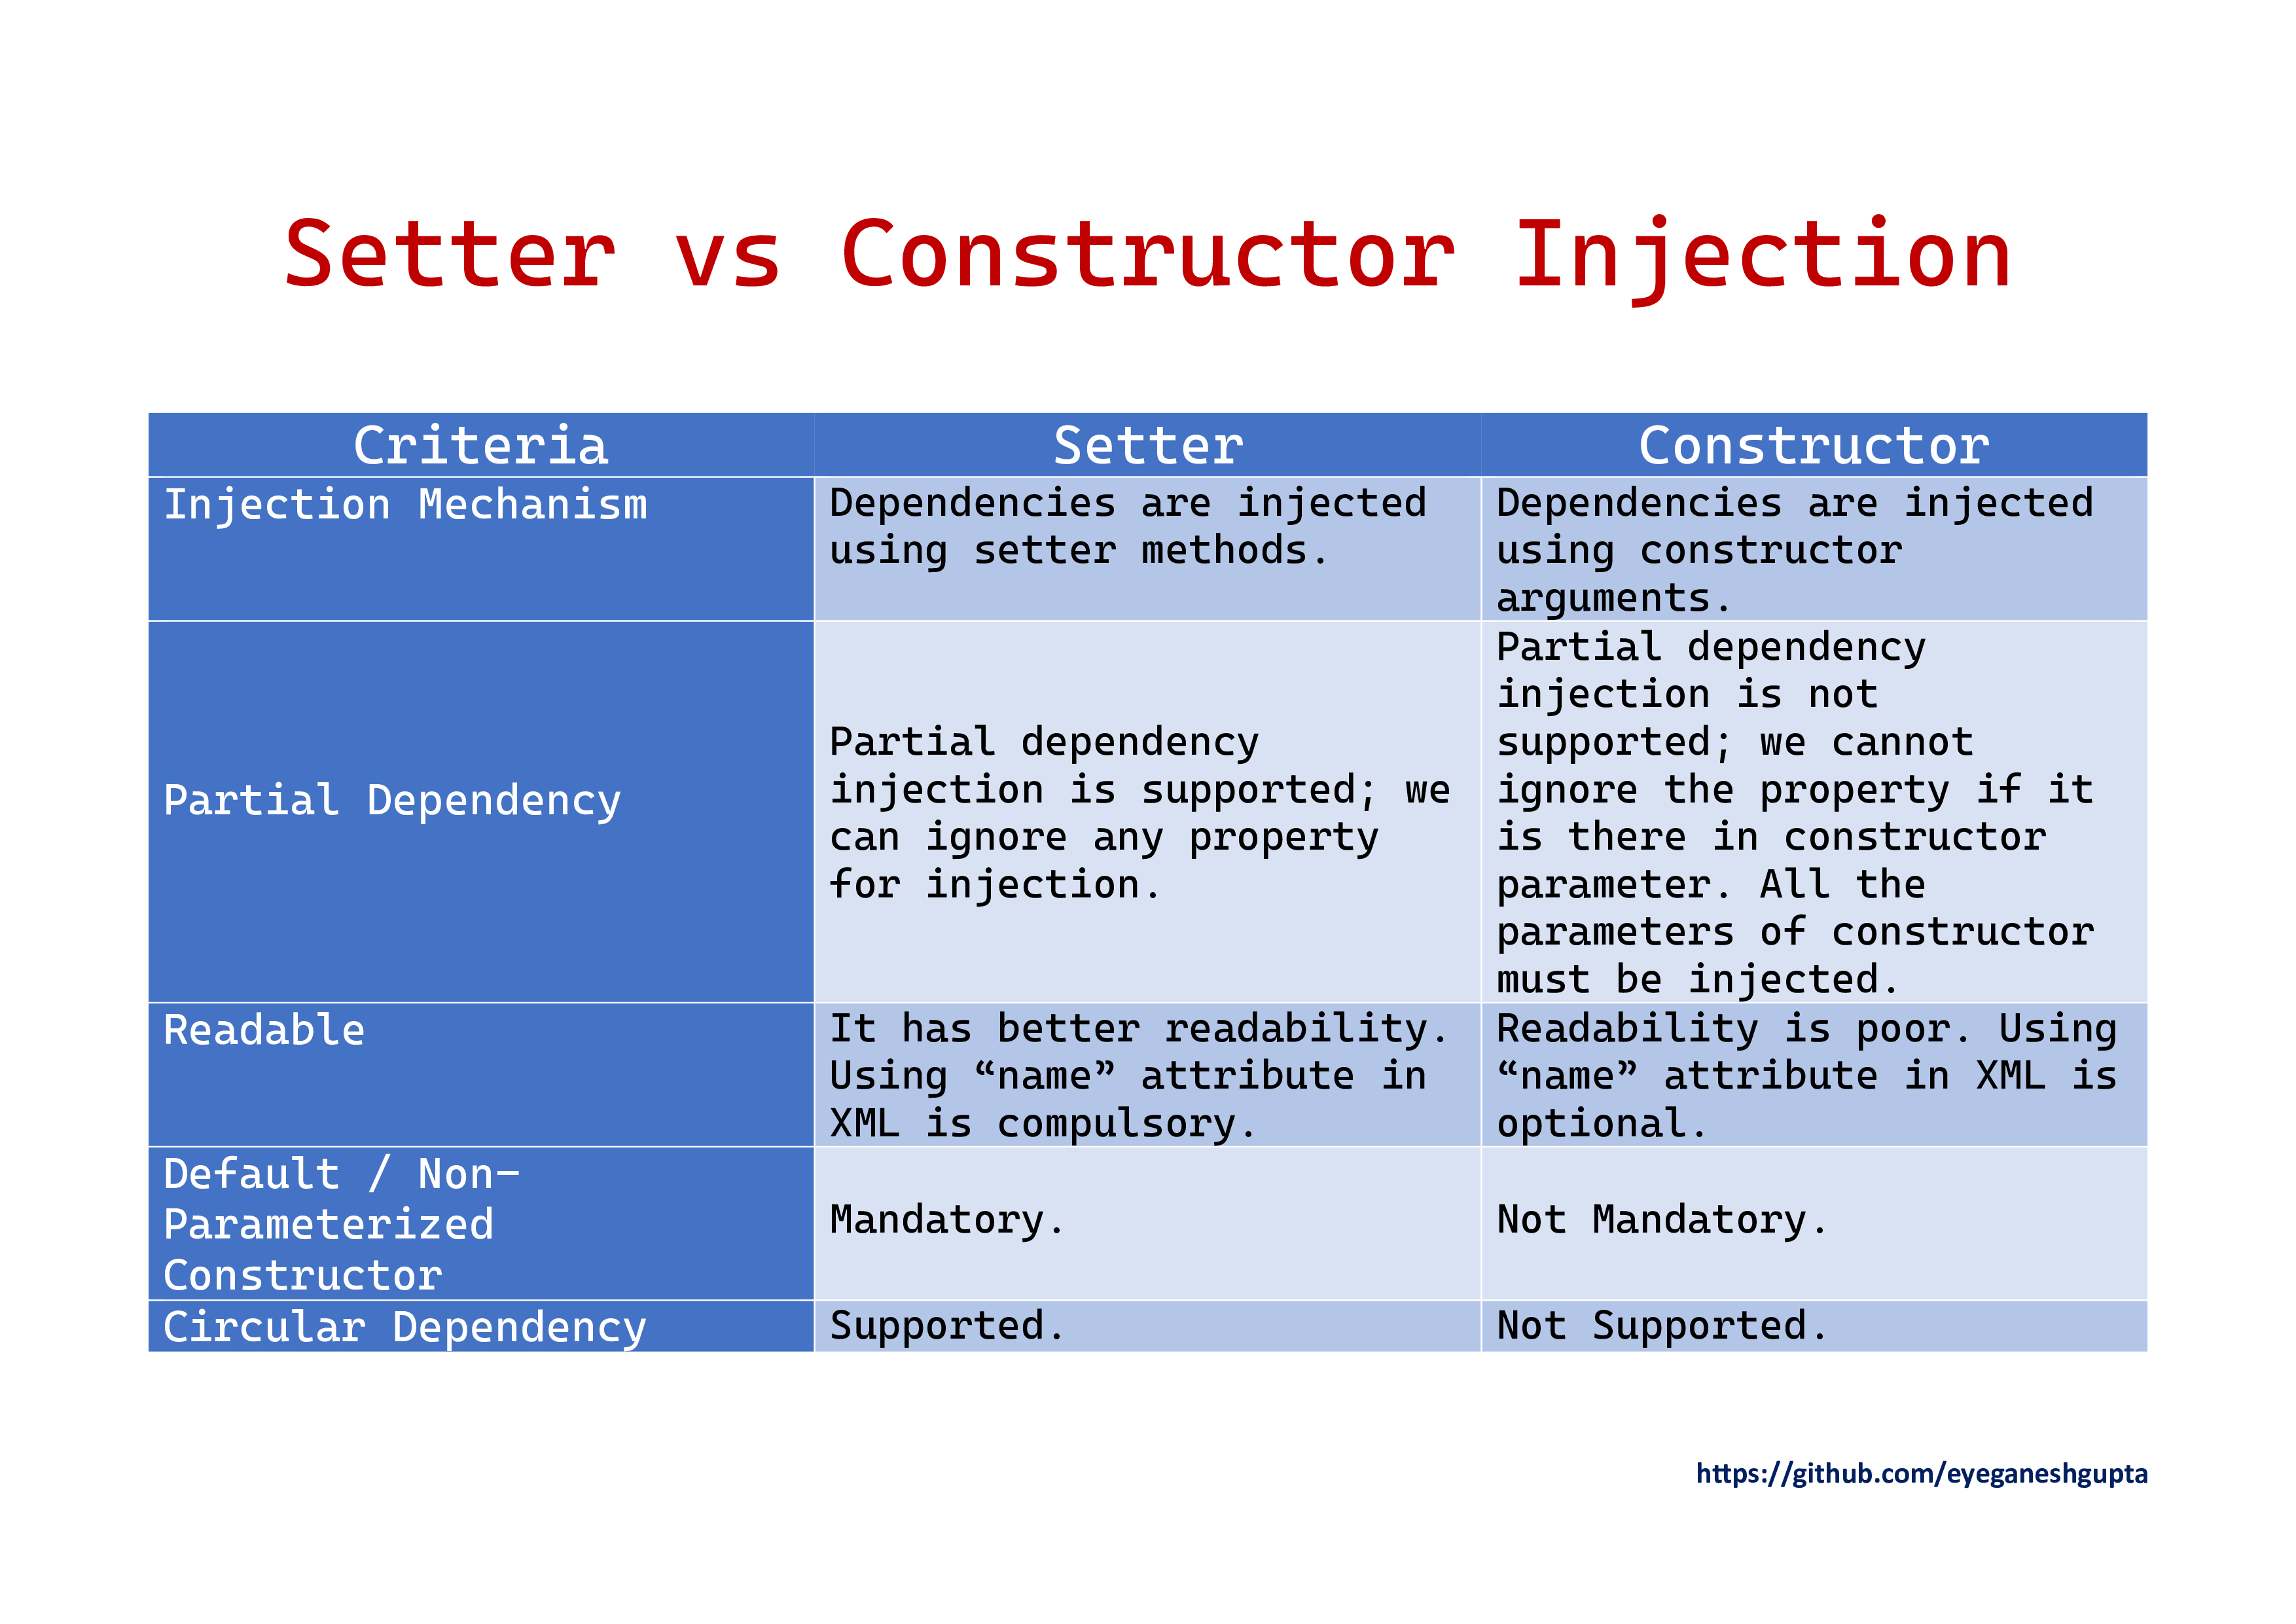 Setter vs Constructor Injection
Criteria
Setter
Constructor
Injection Mechanism
Dependencies are injected
using setter methods.
Dependencies are injected
using constructor
arguments.
Partial Dependency
Partial dependency
injection is supported; we
can ignore any property
for injection.
Partial dependency
injection is not
supported; we cannot
ignore the property if it
is there in constructor
parameter. All the
parameters of constructor
must be injected.
Readable
It has better readability.
Using “name” attribute in
XML is compulsory.
Readability is poor. Using
“name” attribute in XML is
optional.
Default / Non-
Parameterized
Constructor
Mandatory.
Not Mandatory.
Circular Dependency
Supported.
Not Supported.
https://github.com/eyeganeshgupta